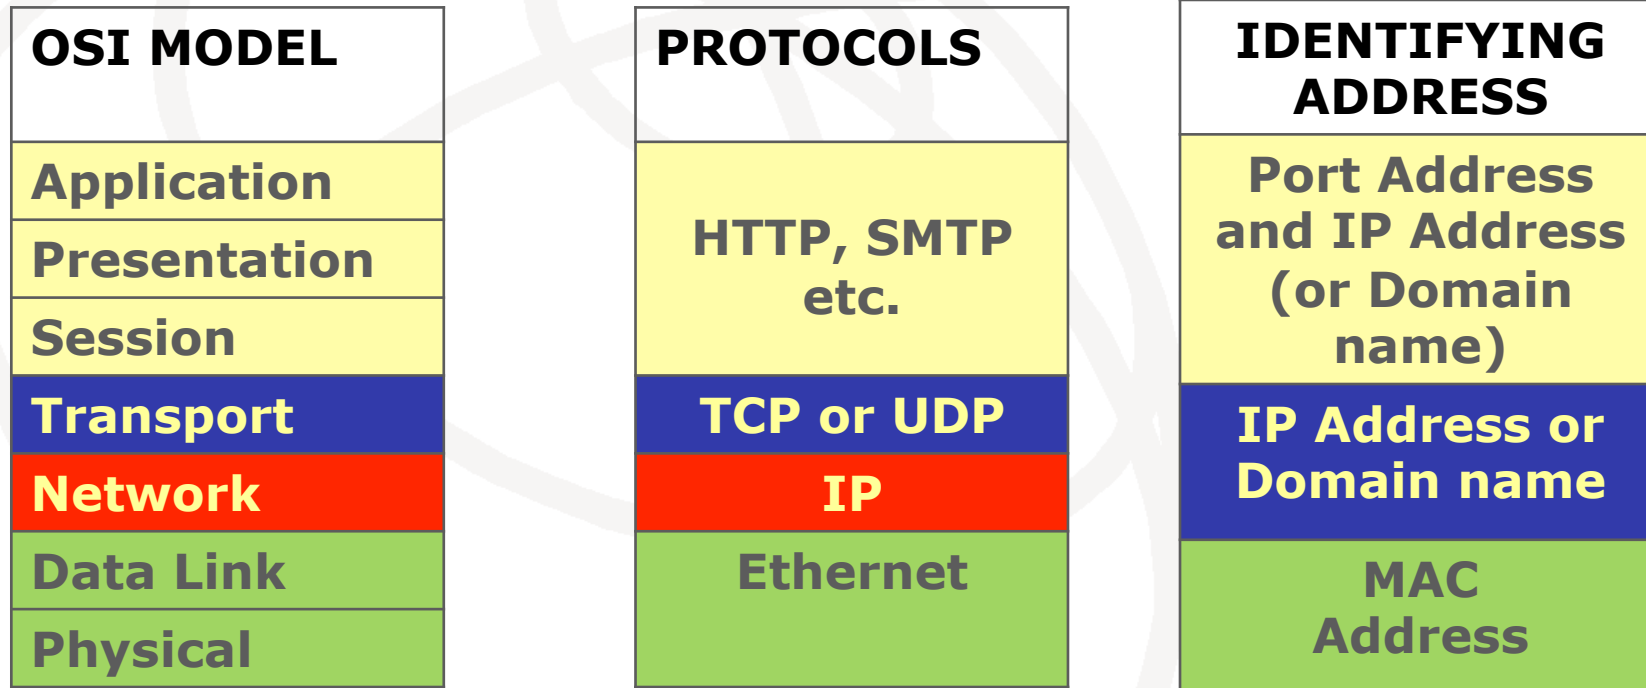 OSI MODEL
Application
Presentation
Session
Transport
Network
Data Link
Physical
PROTOCOLS
HTTP, SMTP
etc.
TCP or UDP
IP
Ethernet
IDENTIFYING
ADDRESS
Port Address
and IP Address
(or Domain
name)
IP Address or
Domain name
MAC
Address